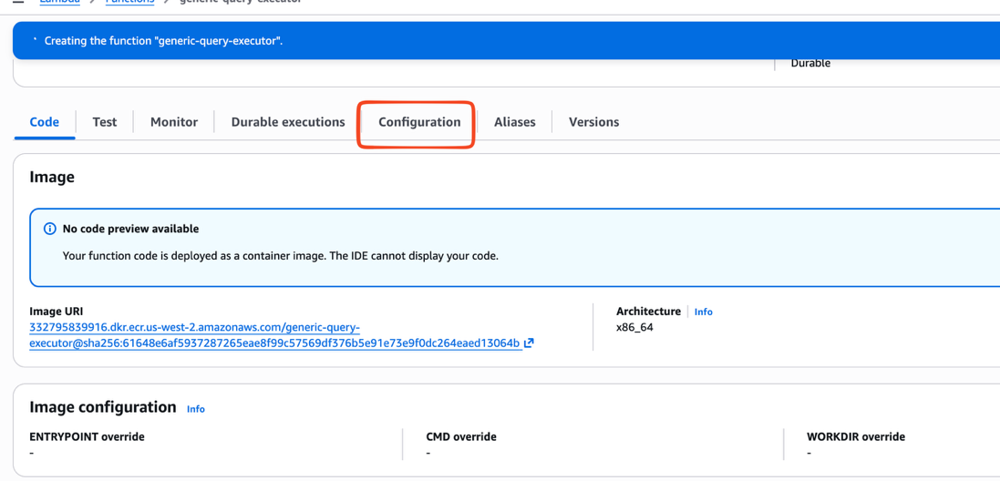 Lambda > Functions > generic-query-executor
Creating the function "generic-query-executor".
Durable
Code
Test
Monitor
Durable executions
Configuration
Aliases
Versions
Image
No code preview available
Your function code is deployed as a container image. The IDE cannot display your code.
Image URI
332795839916.dkr.ecr.us-west-2.amazonaws.com/generic-query-
executor@sha256:61648e6af5937287265eae8f99c57569df376b5e91e73e9f0dc264eaed13064b
Architecture
Info
x86_64
Image configuration
Info
ENTRYPOINT override
-
CMD override
-
WORKDIR override
-